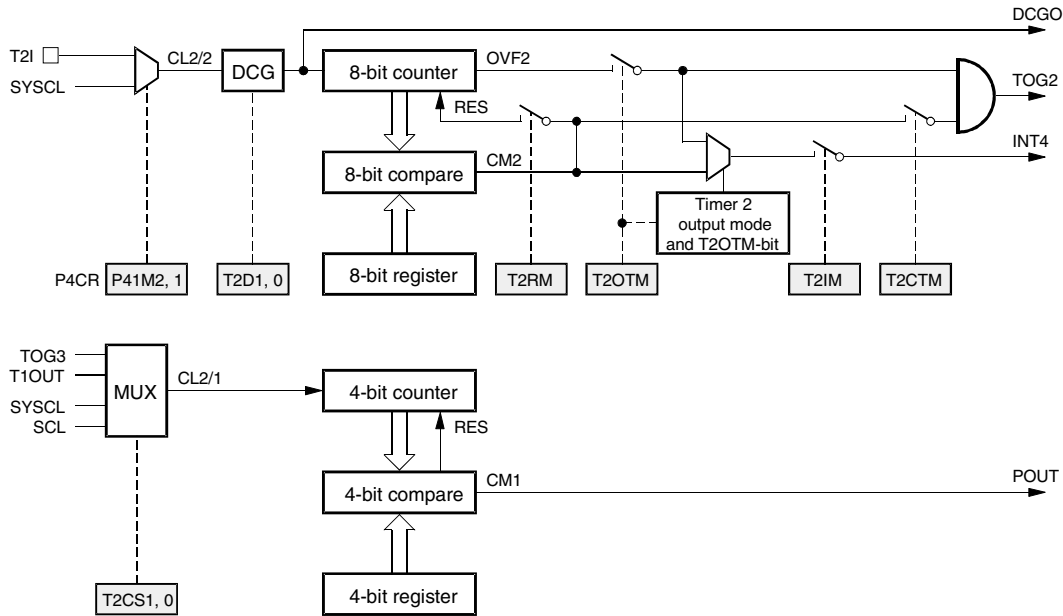 DCGO
T2I
CL2/2
DCG
8-bit counter
OVF2
SYSCL
TOG2
RES
INT4
8-bit compare
CM2
Timer 2
output mode
and T2OTM-bit
P4CR
P41M2, 1
T2D1, 0
8-bit register
T2RM
T2OTM
T2IM
T2CTM
TOG3
T1OUT
SYSCL
SCL
MUX
CL2/1
4-bit counter
RES
4-bit compare
CM1
POUT
T2CS1, 0
4-bit register